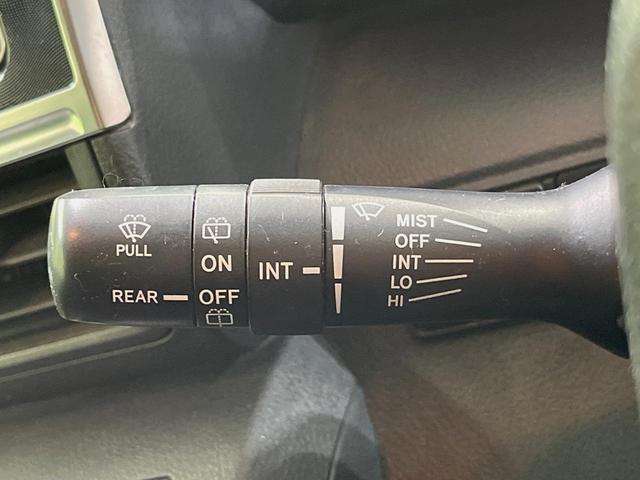 PULL
REAR
ON
OFF
INT
MIST
OFF
INT
LO
HI